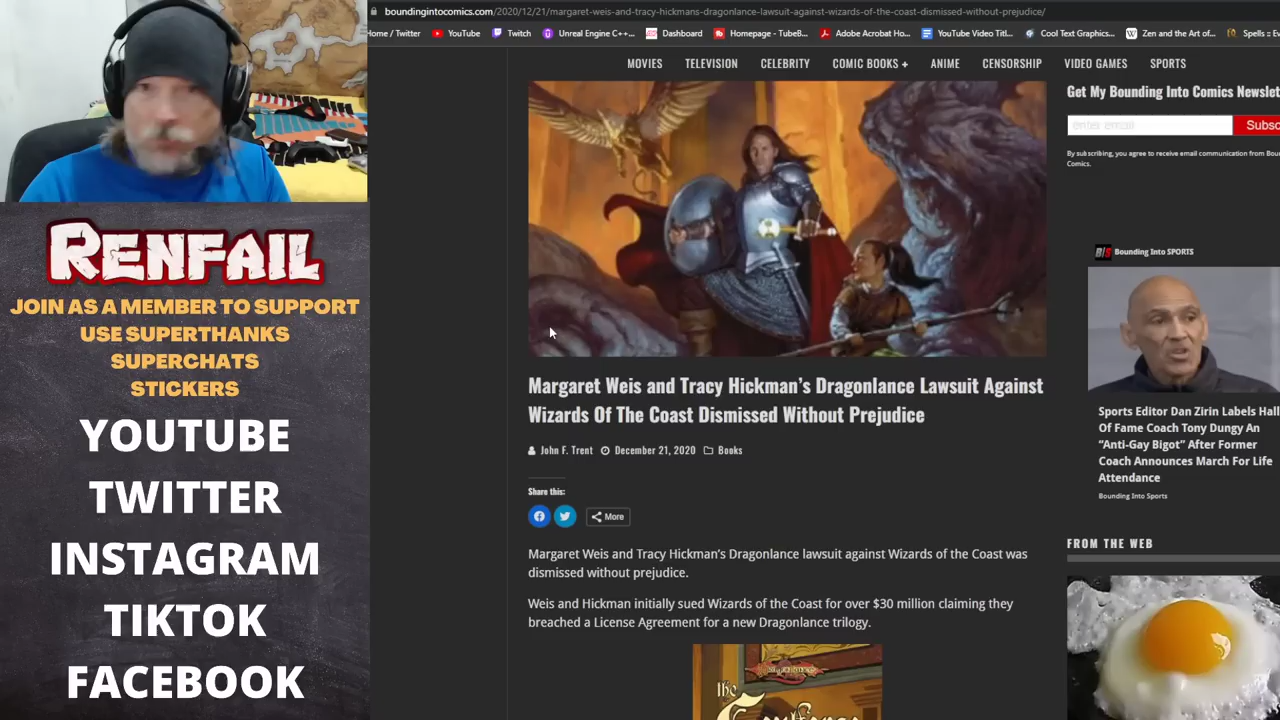 boundingintocomics.com/2020/12/21/margaret-weis-and-tracy-hickmans-dragonlance-lawsuit-against-wizards-of-the-coast-dismissed-without-prejudice/
Home / Twitter YouTube Twitch Unreal Engine C++... Dashboard Homepage - TubeB... Adobe Acrobat Ho... YouTube Video Titl... Cool Text Graphics... Zen and the Art of... Spells :: Ev
MOVIES TELEVISION CELEBRITY COMIC BOOKS + ANIME CENSORSHIP VIDEO GAMES SPORTS
Get My Bounding Into Comics Newslet
enter email
Subsc
By subscribing, you agree to receive email communication from Boun
Comics.
RENFAIL
JOIN AS A MEMBER TO SUPPORT
USE SUPERTHANKS
SUPERCHATS
STICKERS
YOUTUBE
TWITTER
INSTAGRAM
TIKTOK
FACEBOOK
Margaret Weis and Tracy Hickman's Dragonlance Lawsuit Against
Wizards Of The Coast Dismissed Without Prejudice
John F. Trent December 21, 2020 Books
Share this:
More
Margaret Weis and Tracy Hickman's Dragonlance lawsuit against Wizards of the Coast was
dismissed without prejudice.
Weis and Hickman initially sued Wizards of the Coast for over $30 million claiming they
breached a License Agreement for a new Dragonlance trilogy.
The
B/S Bounding Into SPORTS
Sports Editor Dan Zirin Labels Hall
Of Fame Coach Tony Dungy An
“Anti-Gay Bigot” After Former
Coach Announces March For Life
Attendance
Bounding Into Sports
FROM THE WEB